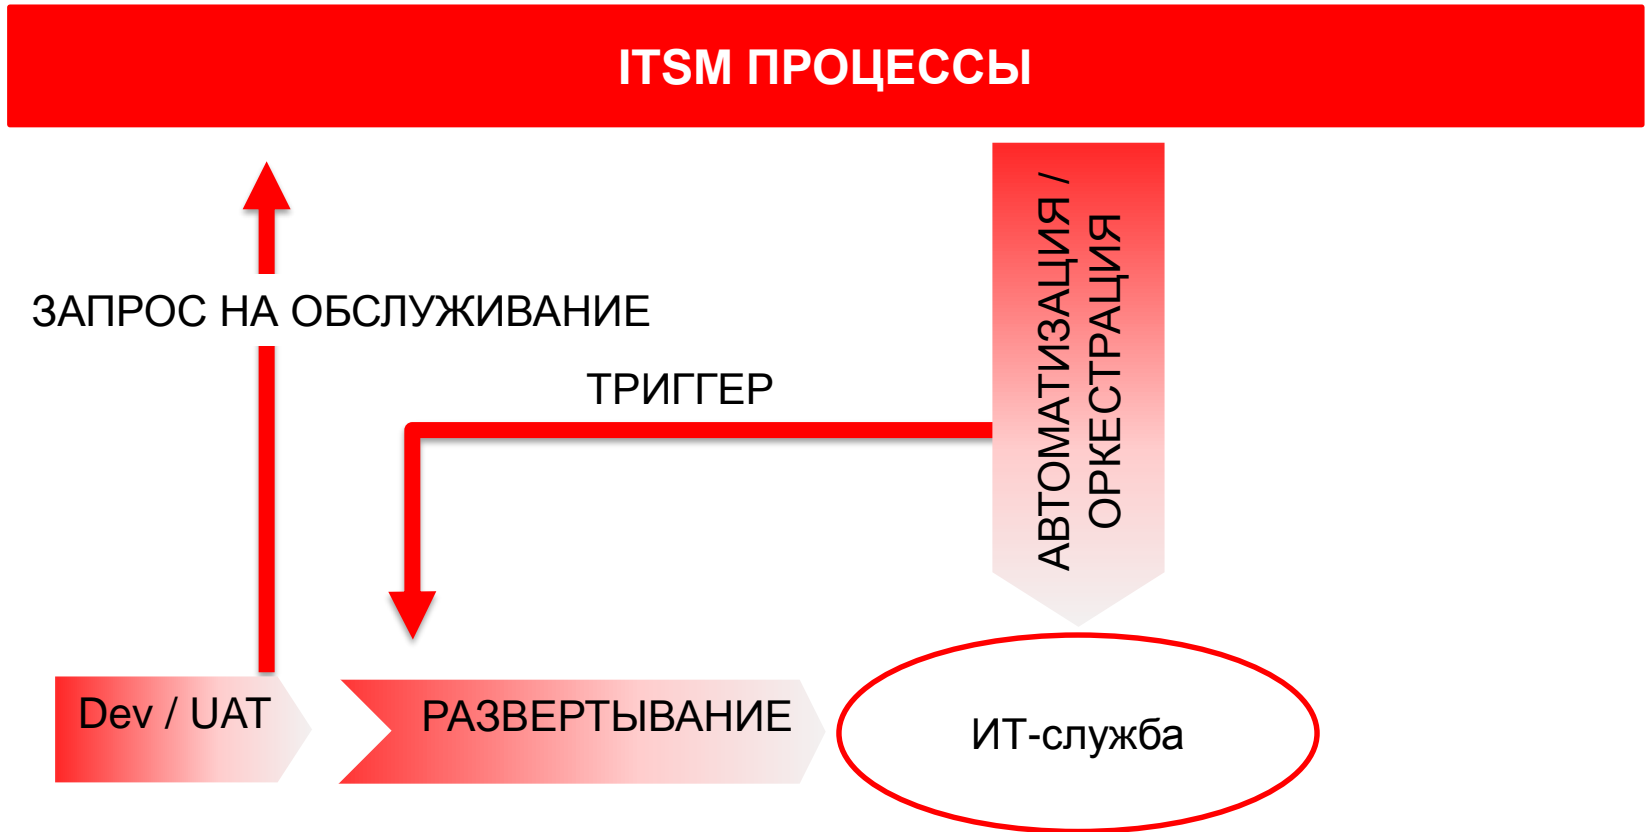 ITSM ПРОЦЕССЫ
ЗАПРОС НА ОБСЛУЖИВАНИЕ
ТРИГГЕР
АВТОМАТИЗАЦИЯ /
ОРКЕСТРАЦИЯ
Dev / UAT
РАЗВЕРТЫВАНИЕ
ИТ-служба